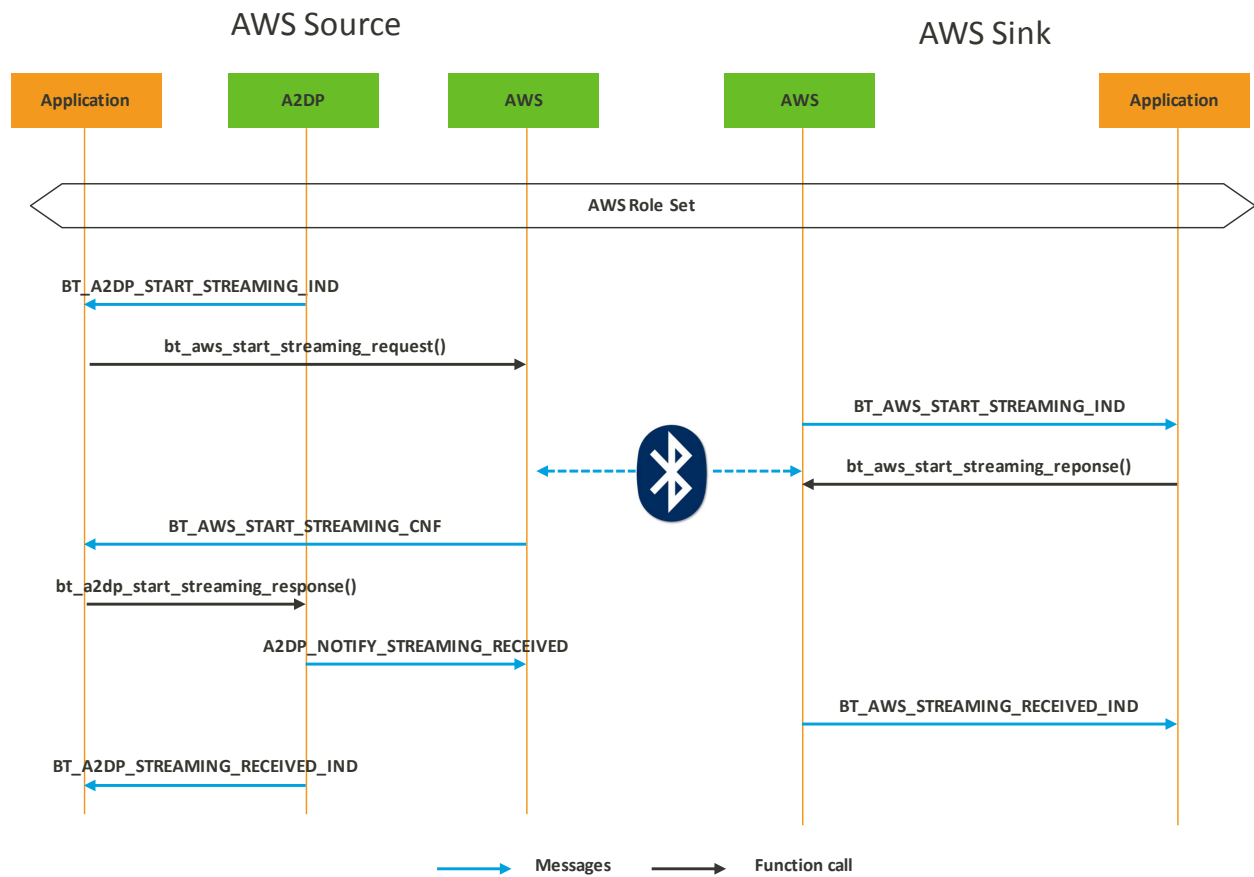 AWS Source
AWS Sink
Application
A2DP
AWS
AWS
Application
AWS Role Set
BT_A2DP_START_STREAMING_IND
bt_aws_start_streaming_request()
BT_AWS_START_STREAMING_IND
bt_aws_start_streaming_reponse()
BT_AWS_START_STREAMING_CNF
bt_a2dp_start_streaming_response()
A2DP_NOTIFY_STREAMING_RECEIVED
BT_AWS_STREAMING_RECEIVED_IND
BT_A2DP_STREAMING_RECEIVED_IND
Messages
Function call